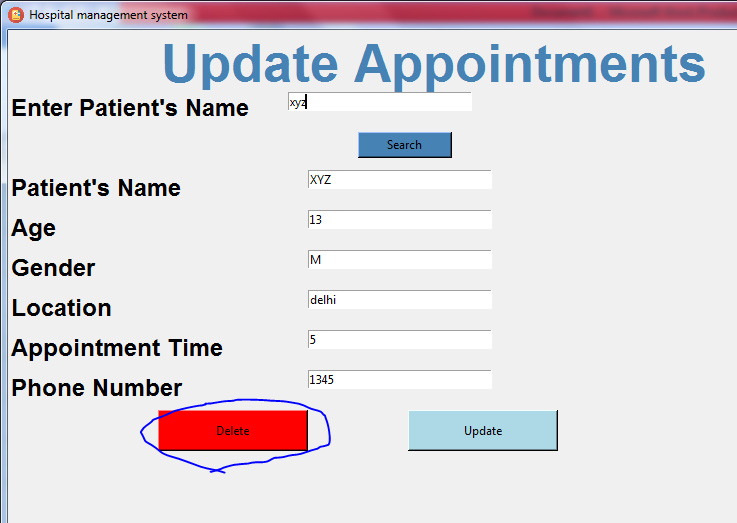 Hospital management system
Update Appointments
Enter Patient's Name xyz
Search
Patient's Name XYZ
Age 13
Gender M
Location delhi
Appointment Time 5
Phone Number 1345
Delete Update